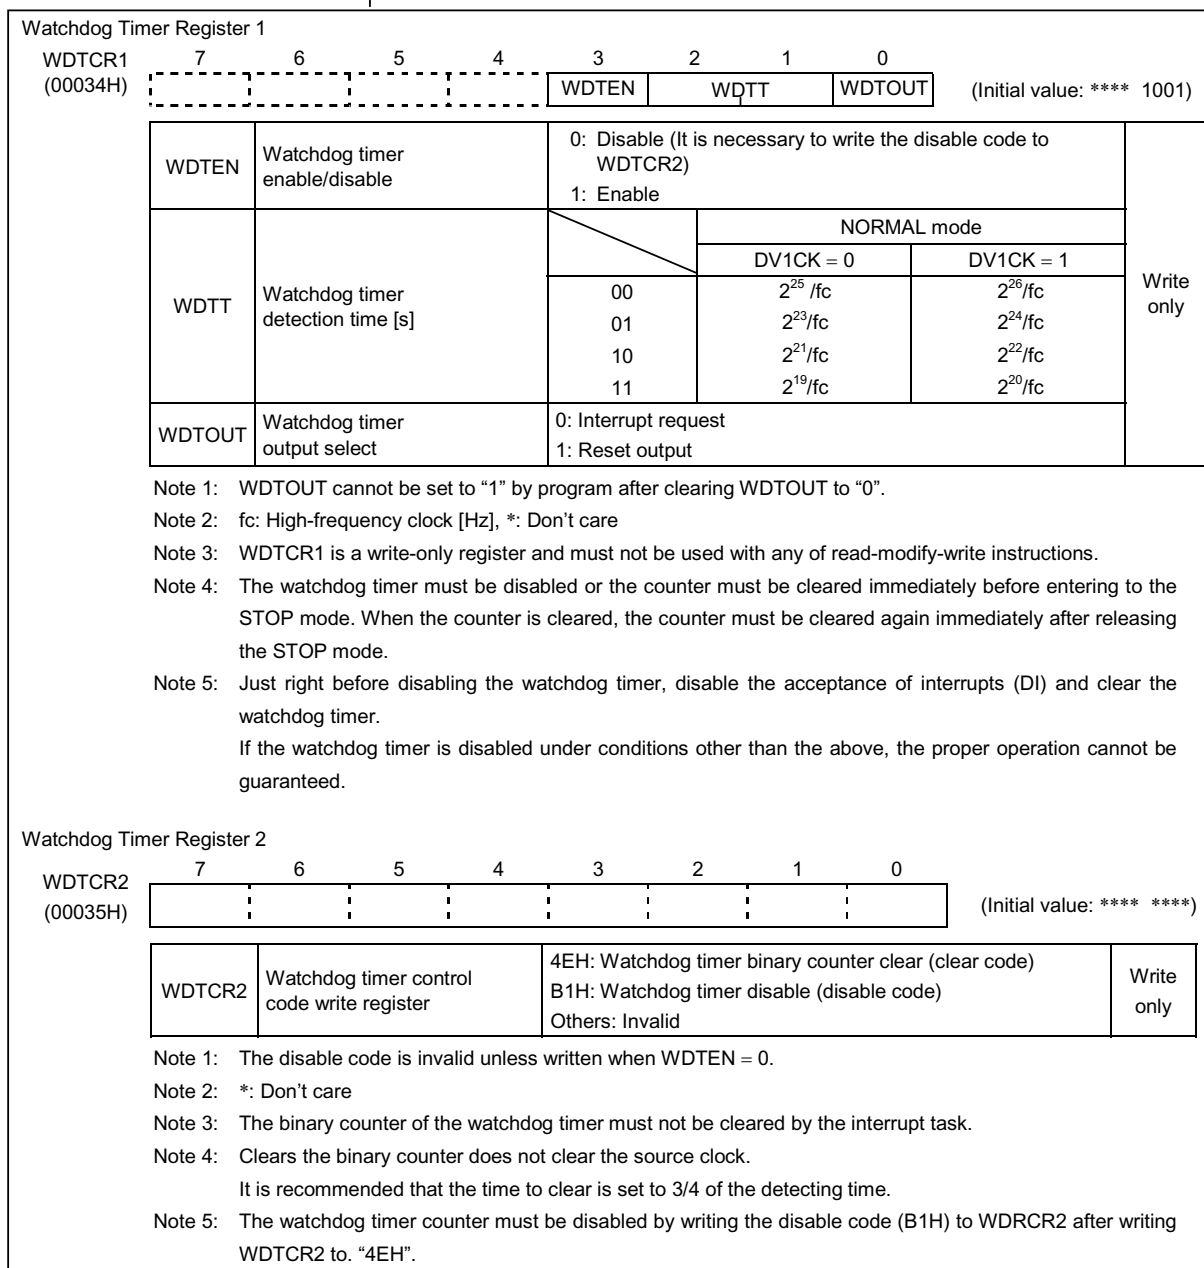 Watchdog Timer Register 1
WDTCR1 7 6 5 4 3 2 1 0
(00034H) WDTEN WDTT WDTOUT (Initial value: **** 1001)
WDTEN Watchdog timer enable/disable 0: Disable (It is necessary to write the disable code to
WDTCR2)
1: Enable
NORMAL mode
DV1CK = 0 DV1CK = 1
WDTT Watchdog timer detection time [s]
00 2^25 /fc 2^26/fc
01 2^23/fc 2^24/fc
10 2^21/fc 2^22/fc
11 2^19/fc 2^20/fc
Write only
WDTOUT Watchdog timer output select 0: Interrupt request
1: Reset output
Note 1: WDTOUT cannot be set to “1” by program after clearing WDTOUT to “0”.
Note 2: fc: High-frequency clock [Hz], *: Don’t care
Note 3: WDTCR1 is a write-only register and must not be used with any of read-modify-write instructions.
Note 4: The watchdog timer must be disabled or the counter must be cleared immediately before entering to the
STOP mode. When the counter is cleared, the counter must be cleared again immediately after releasing
the STOP mode.
Note 5: Just right before disabling the watchdog timer, disable the acceptance of interrupts (DI) and clear the
watchdog timer.
If the watchdog timer is disabled under conditions other than the above, the proper operation cannot be
guaranteed.
Watchdog Timer Register 2
WDTCR2 7 6 5 4 3 2 1 0
(00035H) (Initial value: **** ****)
WDTCR2 Watchdog timer control code write register
4EH: Watchdog timer binary counter clear (clear code)
B1H: Watchdog timer disable (disable code)
Others: Invalid
Write only
Note 1: The disable code is invalid unless written when WDTEN = 0.
Note 2: *: Don’t care
Note 3: The binary counter of the watchdog timer must not be cleared by the interrupt task.
Note 4: Clears the binary counter does not clear the source clock.
It is recommended that the time to clear is set to 3/4 of the detecting time.
Note 5: The watchdog timer counter must be disabled by writing the disable code (B1H) to WDRCR2 after writing
WDTCR2 to. “4EH”.